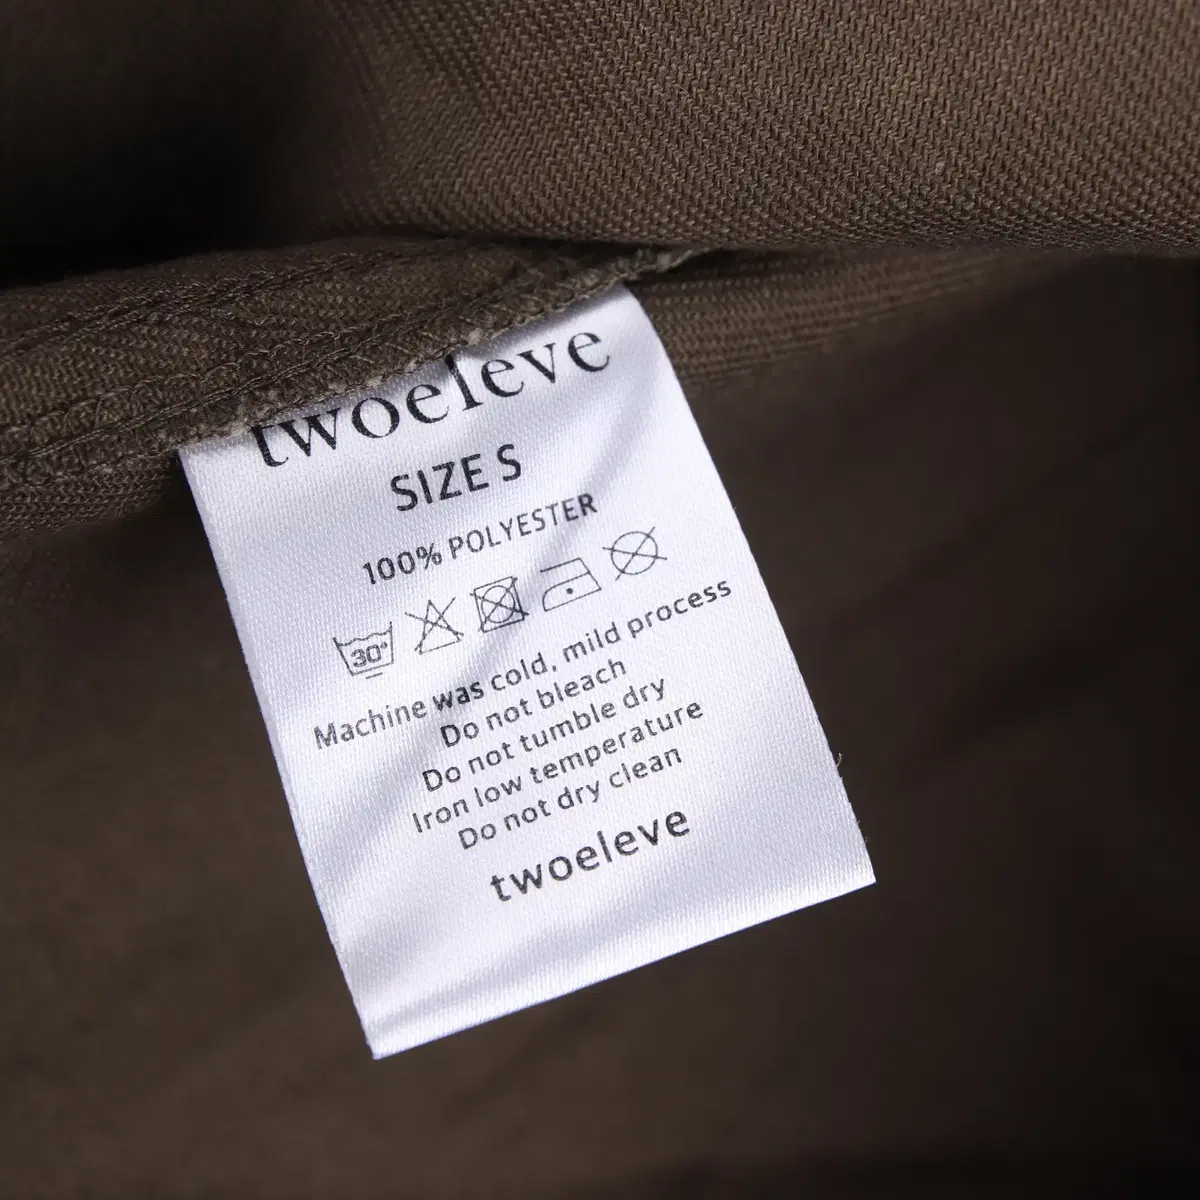 twoeleve
SIZE S
100% POLYESTER
30°
Machine was cold, mild process
Do not bleach
Do not tumble dry
Iron low temperature
Do not dry clean
twoeleve